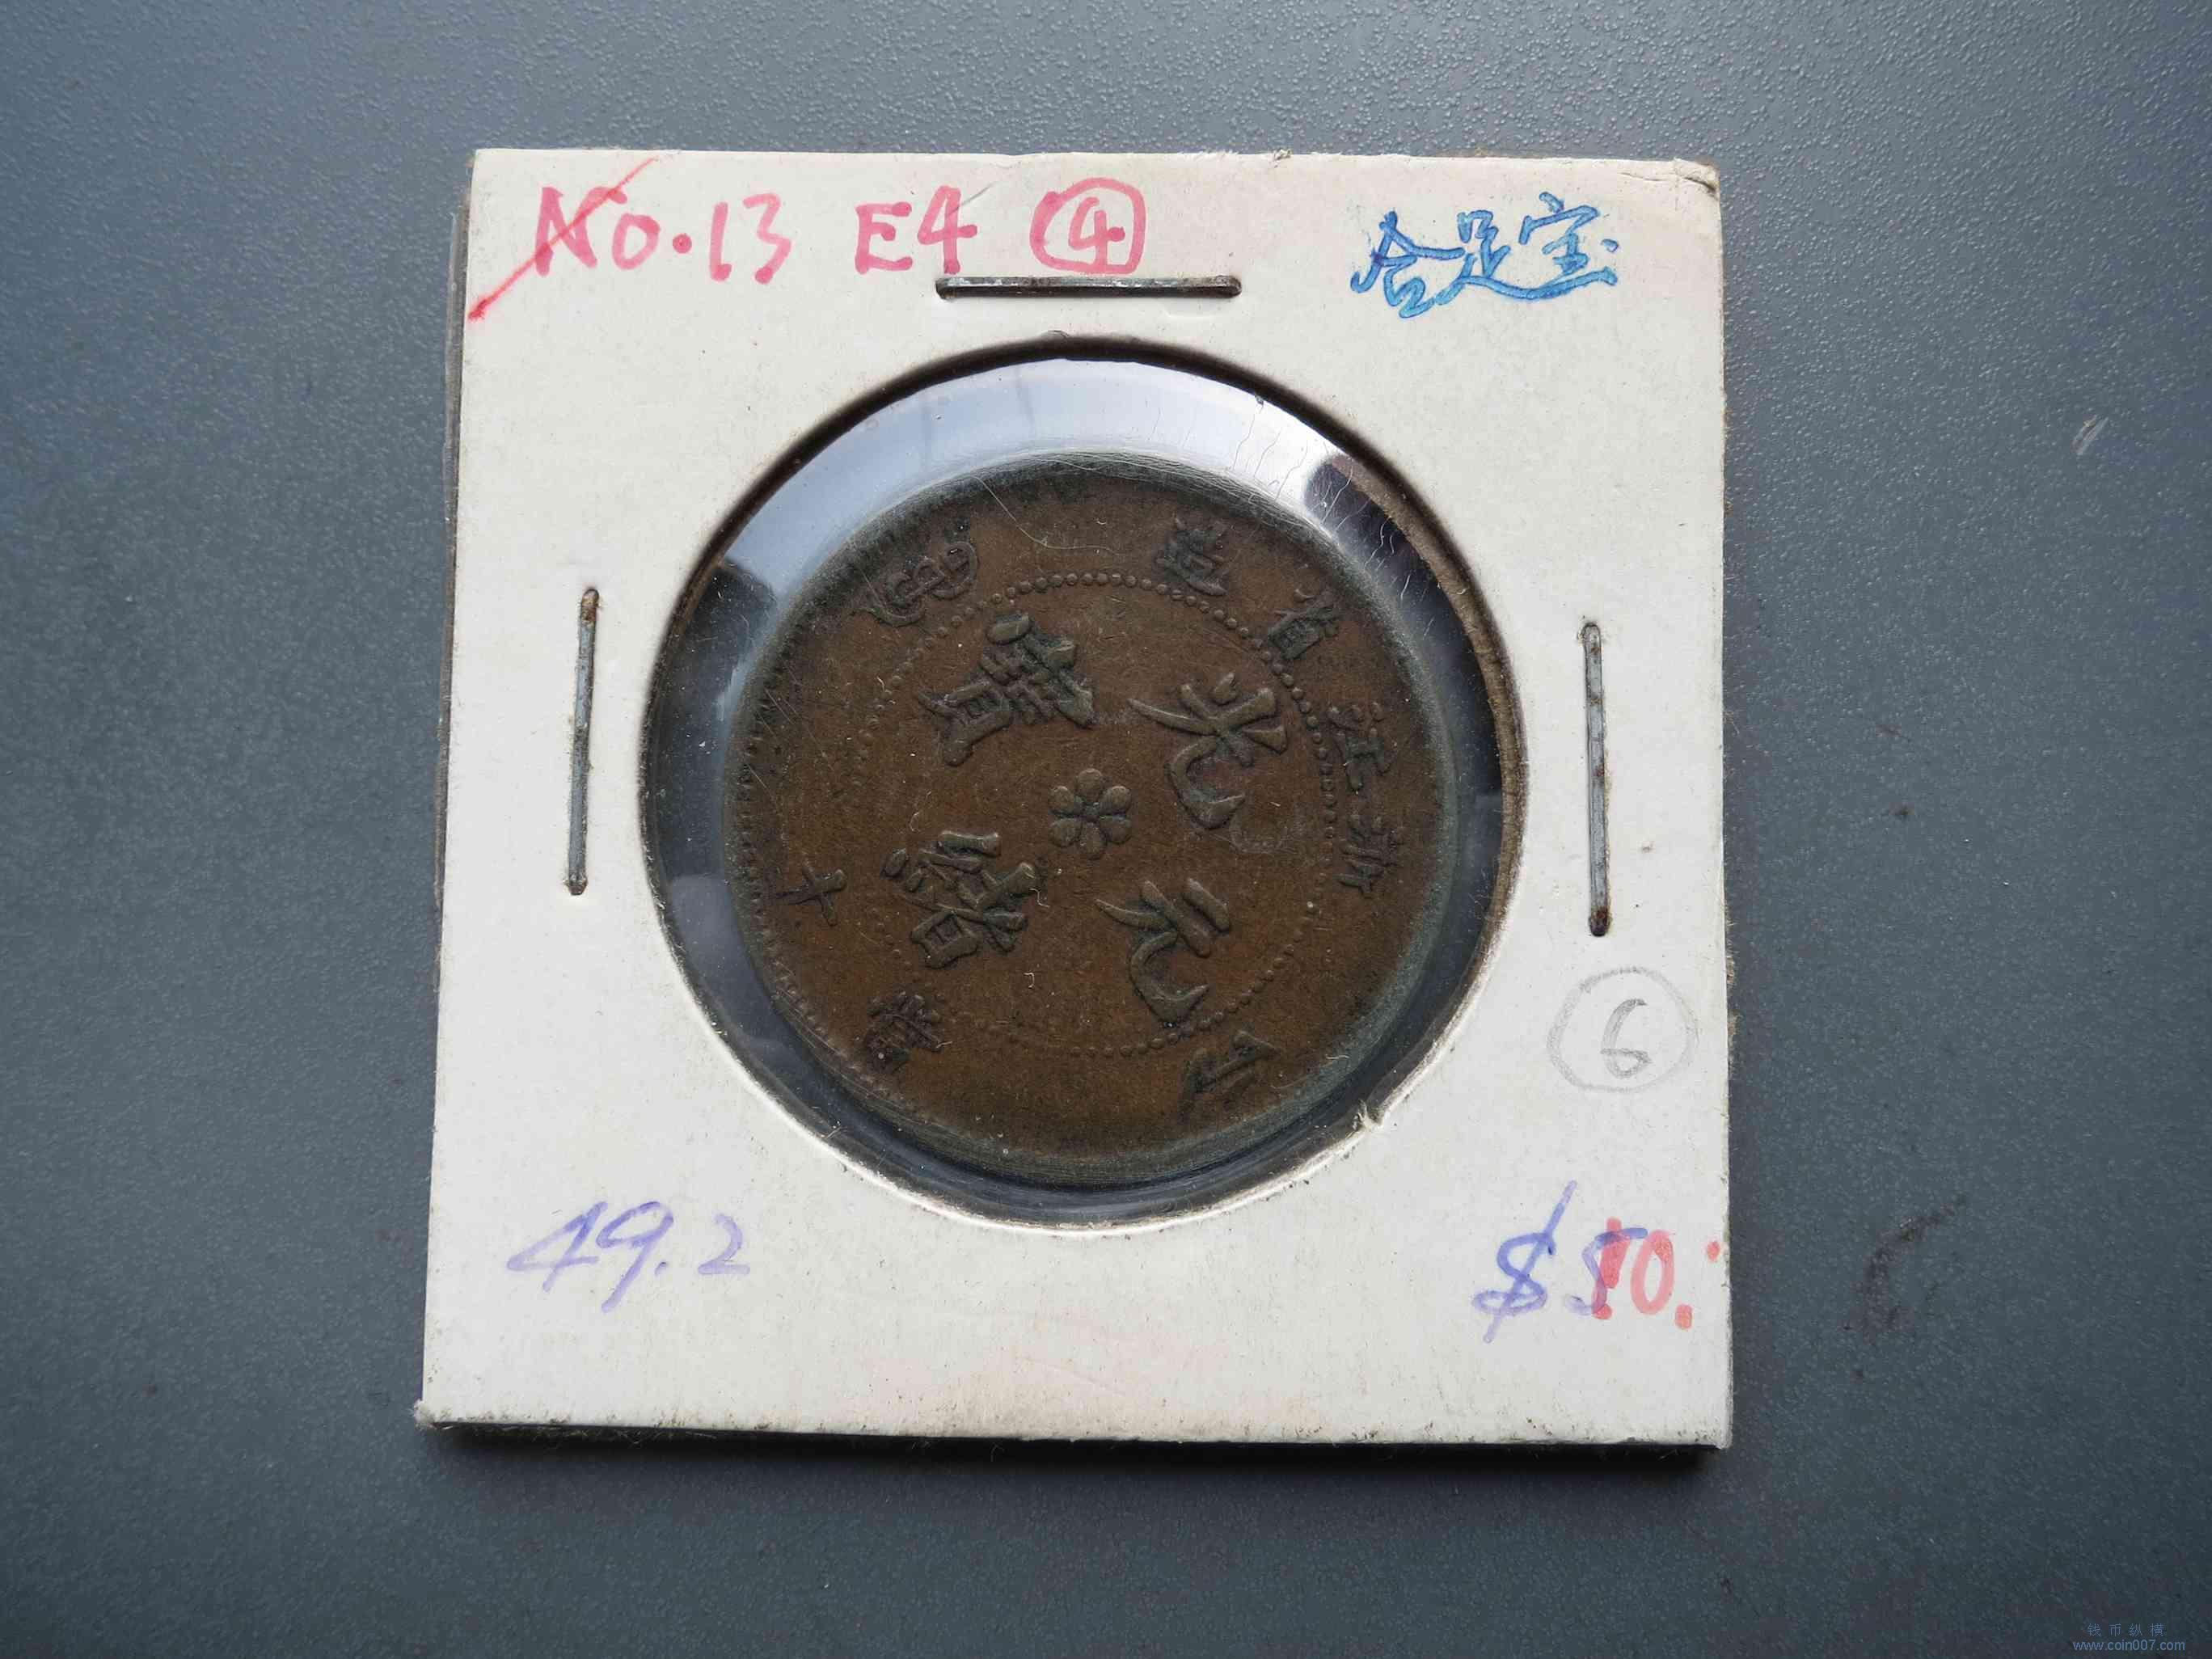 No.13 E4 ④ 合足宝
浙江省造
光緒元寶
當十
49.2
⑥
$50.
钱币纵横
www.coin007.com